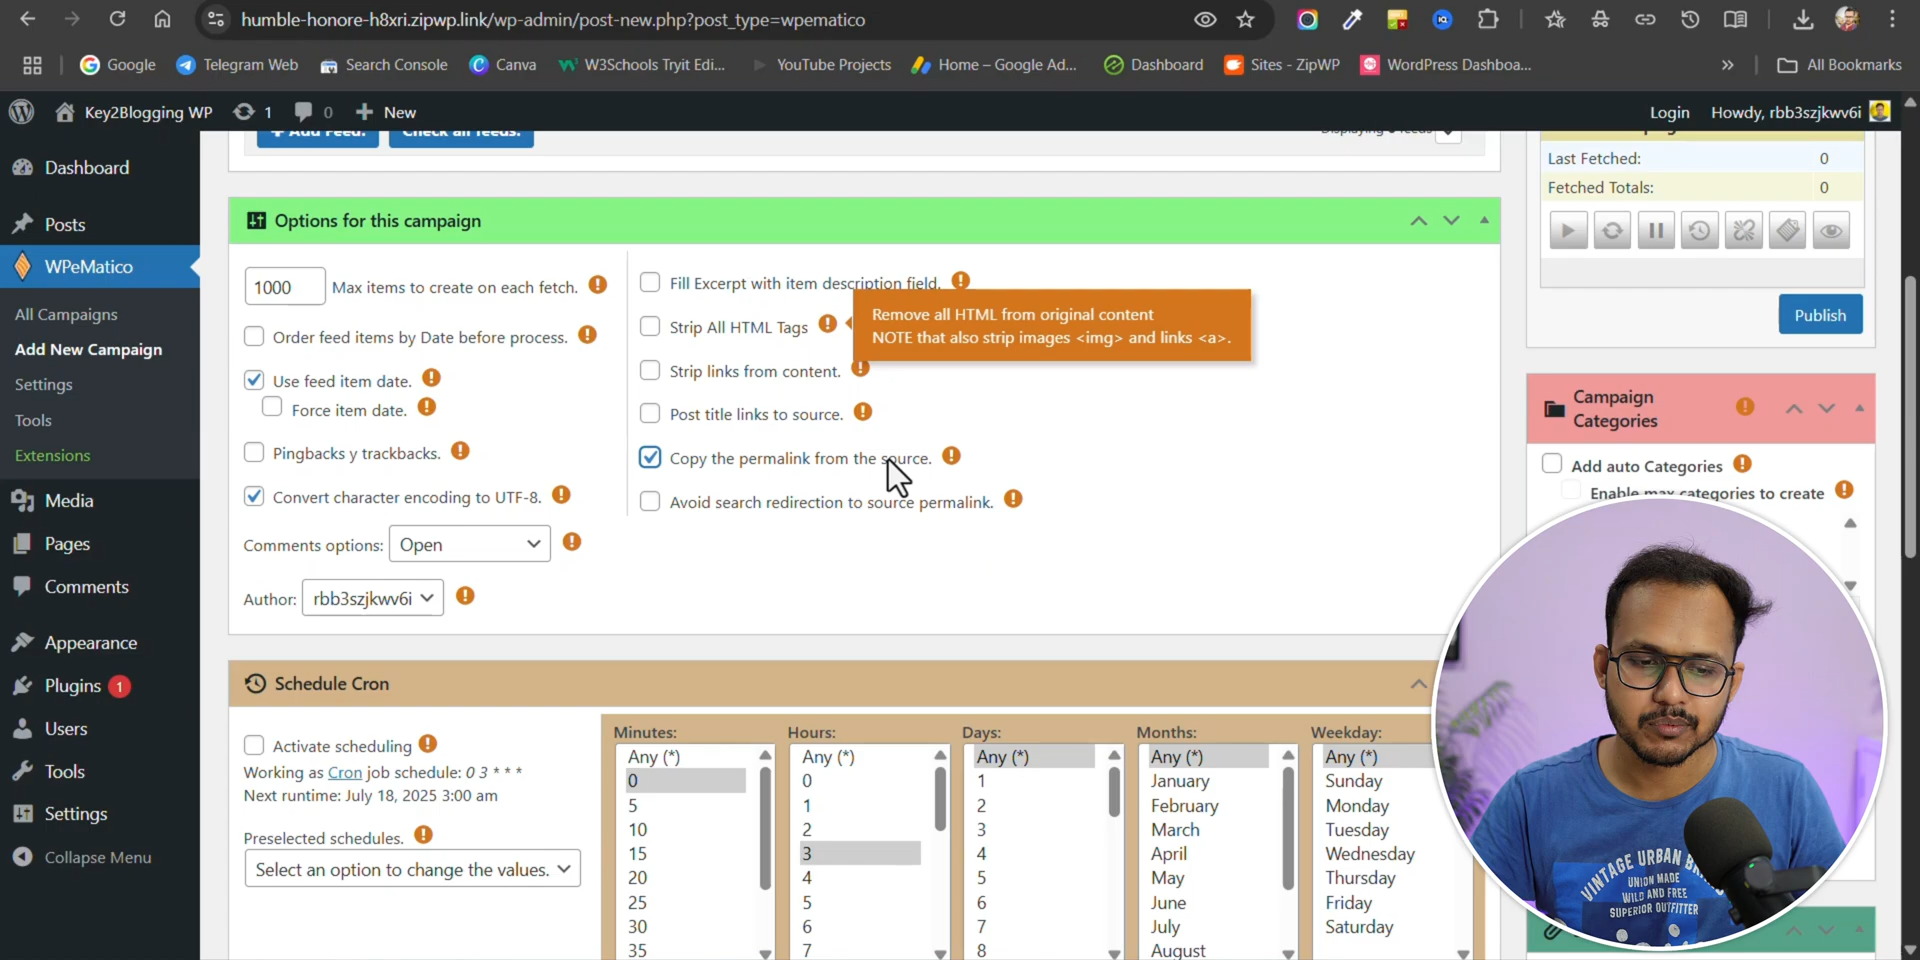 humble-honore-h8xri.zipwp.link/wp-admin/post-new.php?post_type=wpematico
Google
Telegram Web
Search Console
Canva
W3Schools Tryit Edi...
YouTube Projects
Home – Google Ad...
Dashboard
Sites - ZipWP
WordPress Dashboa...
»
All Bookmarks
Key2Blogging WP
1
0
New
Login
Howdy, rbb3szjkwv6i
Dashboard
Posts
WPeMatico
All Campaigns
Add New Campaign
Settings
Tools
Extensions
Media
Pages
Comments
Appearance
Plugins 1
Users
Tools
Settings
Collapse Menu
+ Add Feed.
Check all feeds.
Options for this campaign
1000 Max items to create on each fetch.
Order feed items by Date before process.
Use feed item date.
Force item date.
Pingbacks y trackbacks.
Convert character encoding to UTF-8.
Comments options: Open
Author: rbb3szjkwv6i
Fill Excerpt with item description field.
Strip All HTML Tags
Remove all HTML from original content
NOTE that also strip images <img> and links <a>.
Strip links from content.
Post title links to source.
Copy the permalink from the source.
Avoid search redirection to source permalink.
Schedule Cron
Activate scheduling
Working as Cron job schedule: 0 3 * * *
Next runtime: July 18, 2025 3:00 am
Preselected schedules.
Select an option to change the values.
Minutes:
Any (*)
0
5
10
15
20
25
30
35
Hours:
Any (*)
0
1
2
3
4
5
6
7
Days:
Any (*)
1
2
3
4
5
6
7
8
Months:
Any (*)
January
February
March
April
May
June
July
August
Weekday:
Any (*)
Sunday
Monday
Tuesday
Wednesday
Thursday
Friday
Saturday
Last Fetched: 0
Fetched Totals: 0
Publish
Campaign
Categories
Add auto Categories
Enable max categories to create
VINTAGE URBAN
UNION MADE
WILD AND FREE
SUPERIOR OUTFITTER